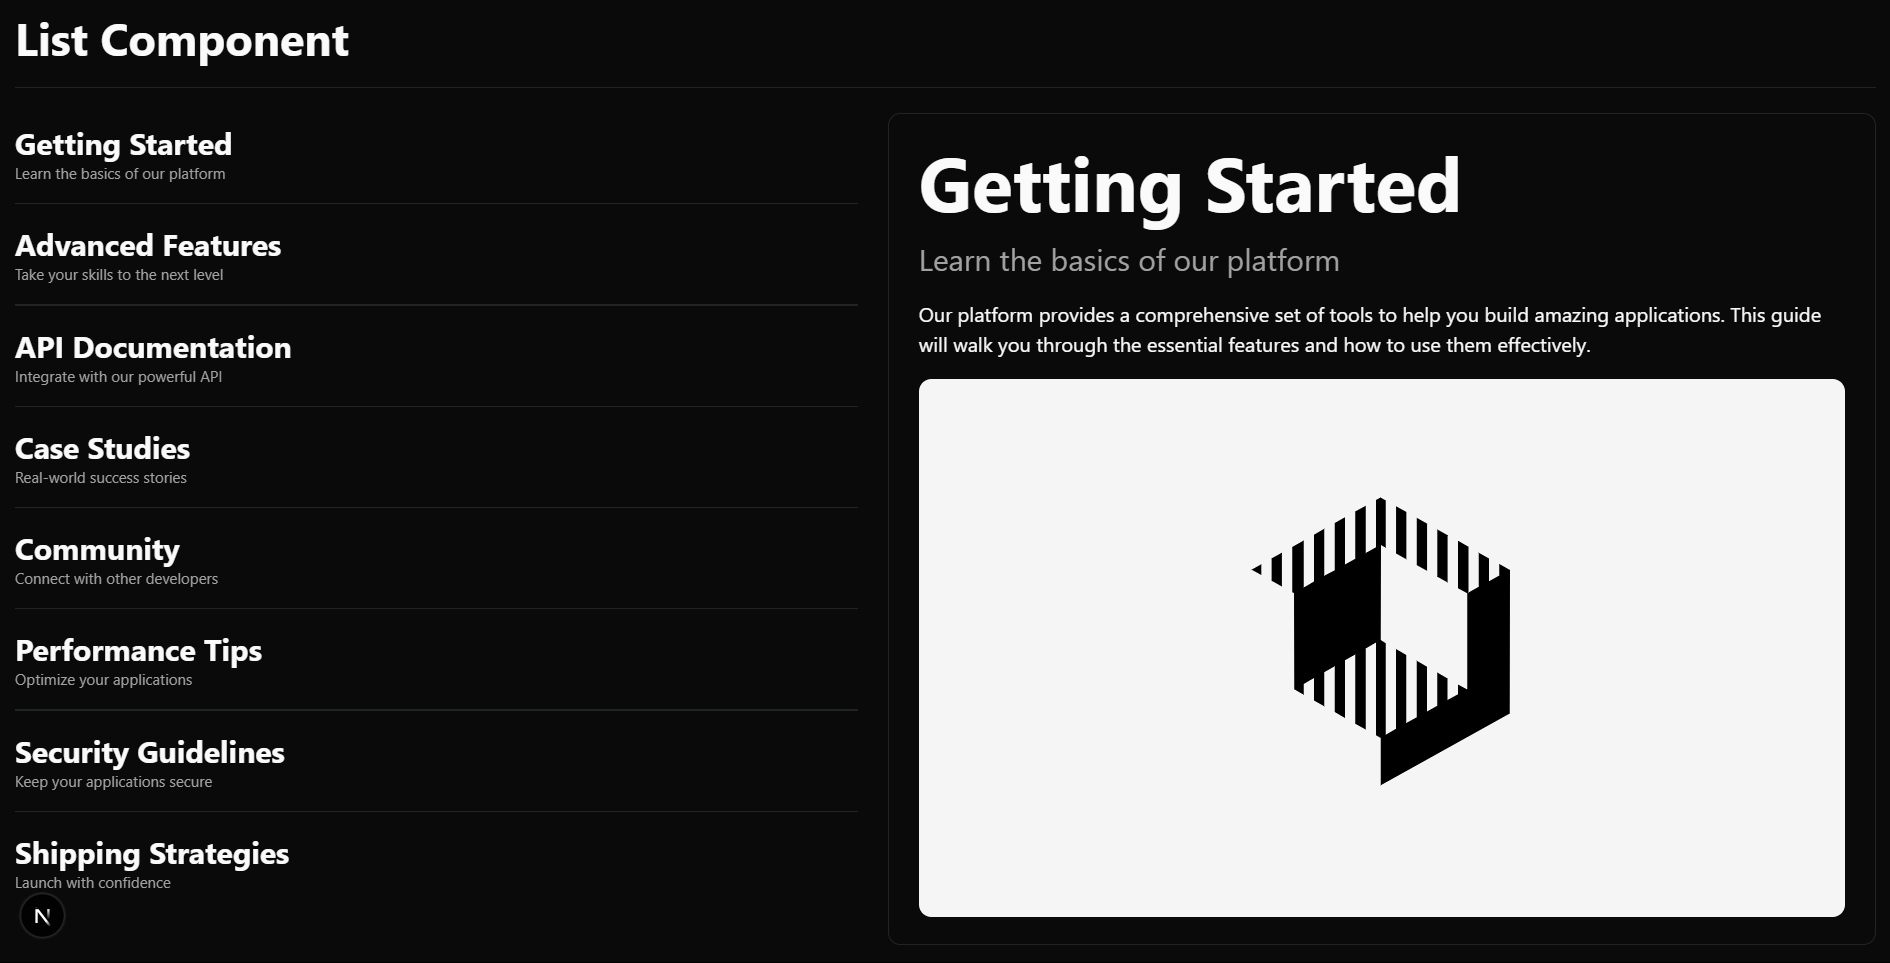 List Component
Getting Started
Learn the basics of our platform
Advanced Features
Take your skills to the next level
API Documentation
Integrate with our powerful API
Case Studies
Real-world success stories
Community
Connect with other developers
Performance Tips
Optimize your applications
Security Guidelines
Keep your applications secure
Shipping Strategies
Launch with confidence
N
Getting Started
Learn the basics of our platform
Our platform provides a comprehensive set of tools to help you build amazing applications. This guide
will walk you through the essential features and how to use them effectively.